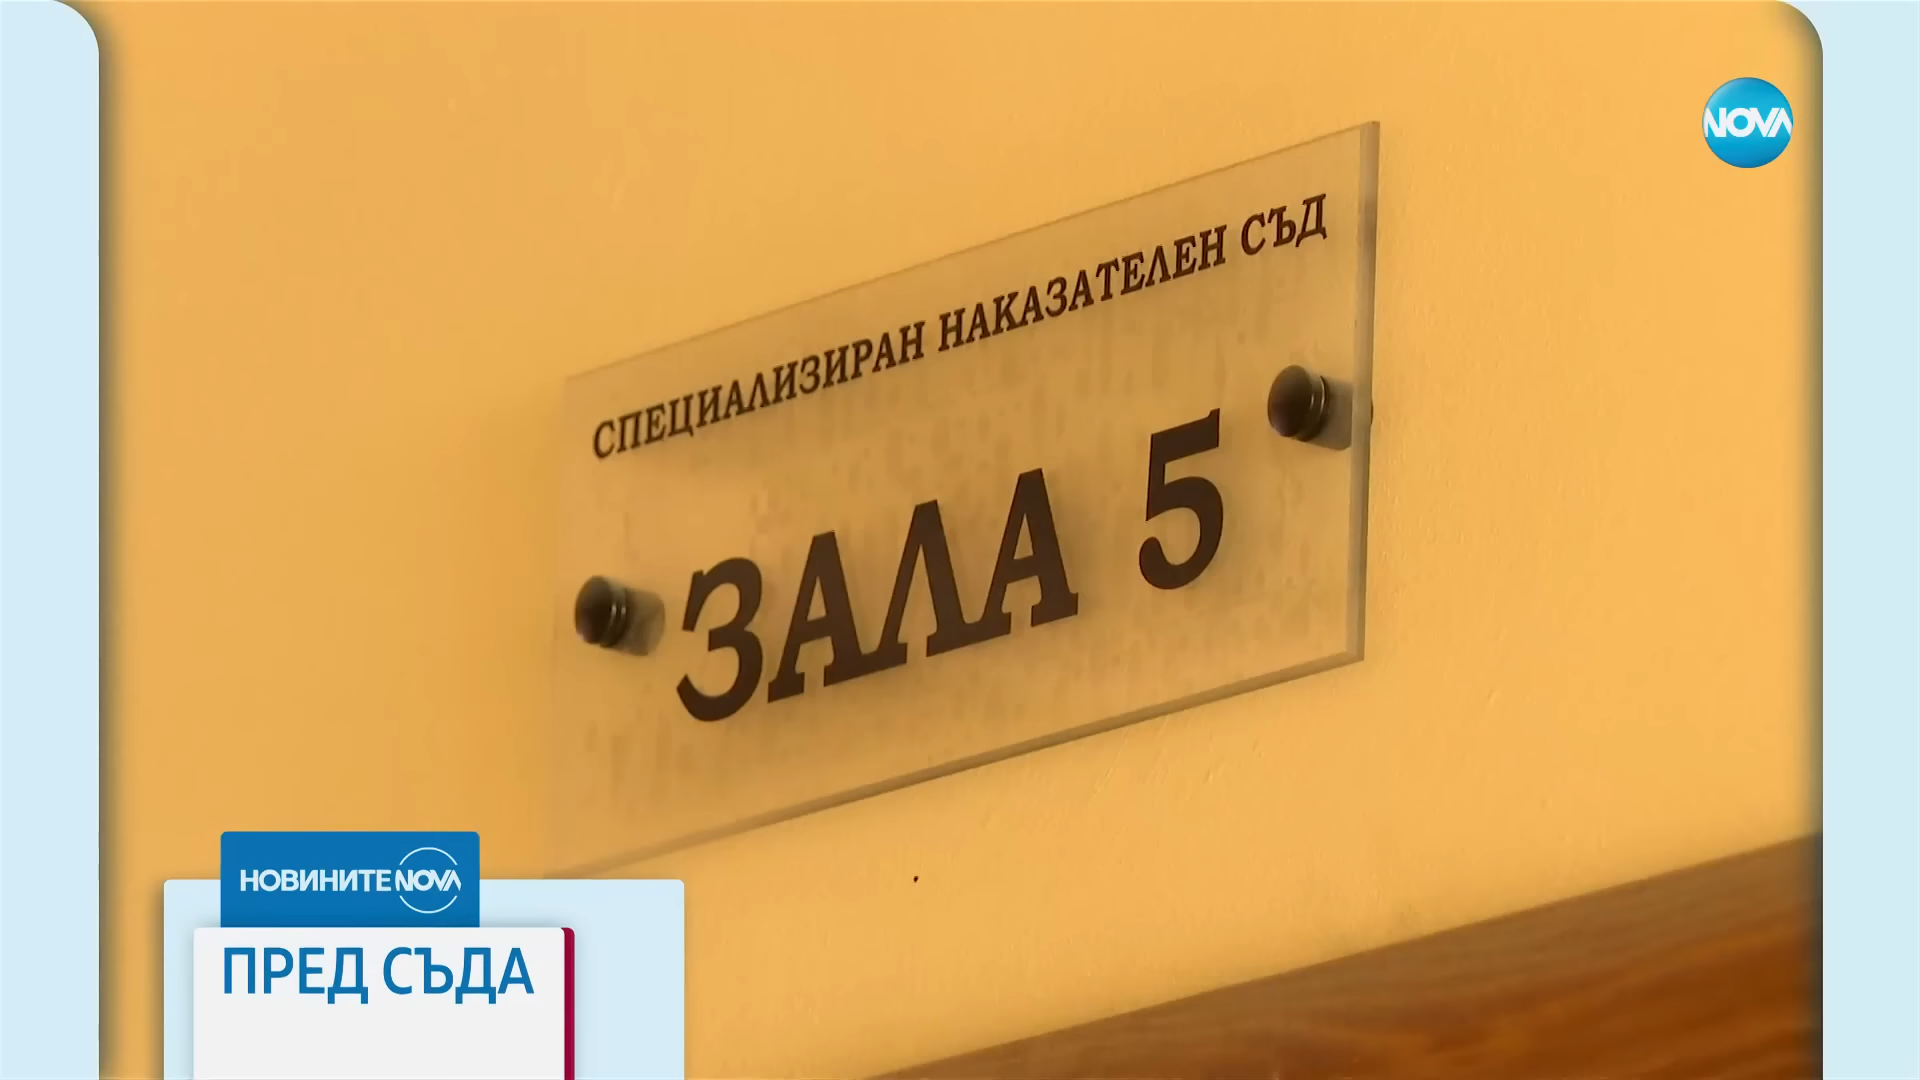 NOVA
СПЕЦИАЛИЗИРАН НАКАЗАТЕЛЕН СЪД
ЗАЛА 5
НОВИНИТЕ NOVA
ПРЕД СЪДА